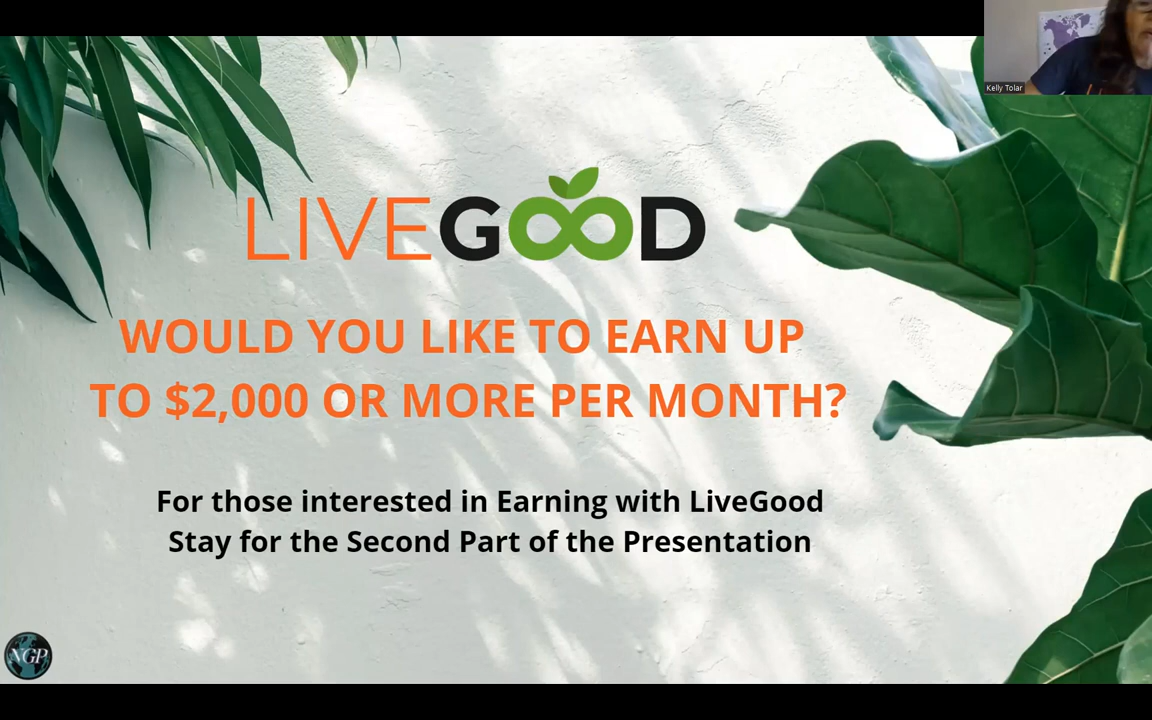 Kelly Tolar
LIVEGOOD
WOULD YOU LIKE TO EARN UP
TO $2,000 OR MORE PER MONTH?
For those interested in Earning with LiveGood
Stay for the Second Part of the Presentation
NGP